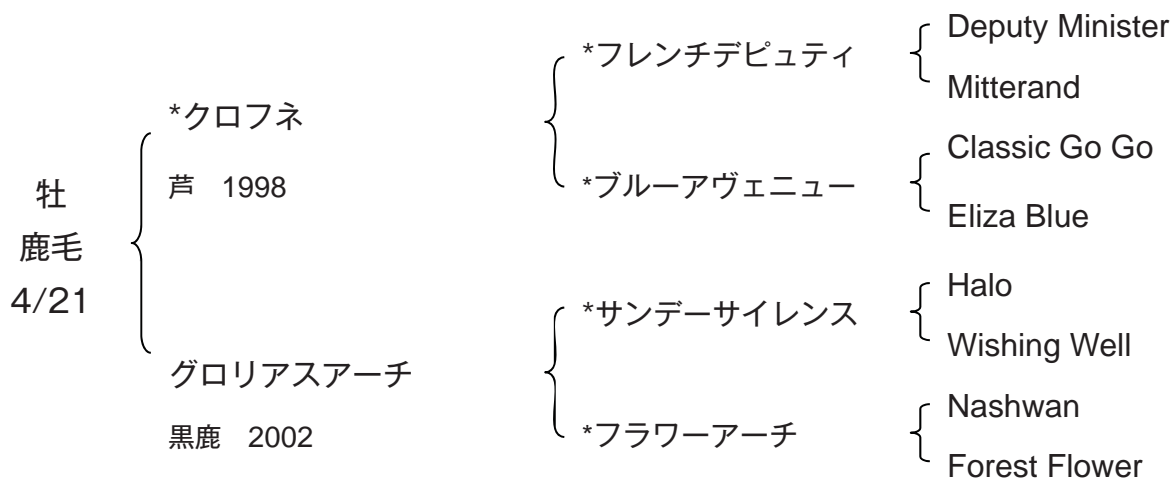 牡
鹿毛
4/21
*クロフネ
芦 1998
グロリアスアーチ
黒鹿 2002
*フレンチデピュティ
*ブルーアヴェニュー
*サンデーサイレンス
*フラワーアーチ
Deputy Minister
Mitterand
Classic Go Go
Eliza Blue
Halo
Wishing Well
Nashwan
Forest Flower